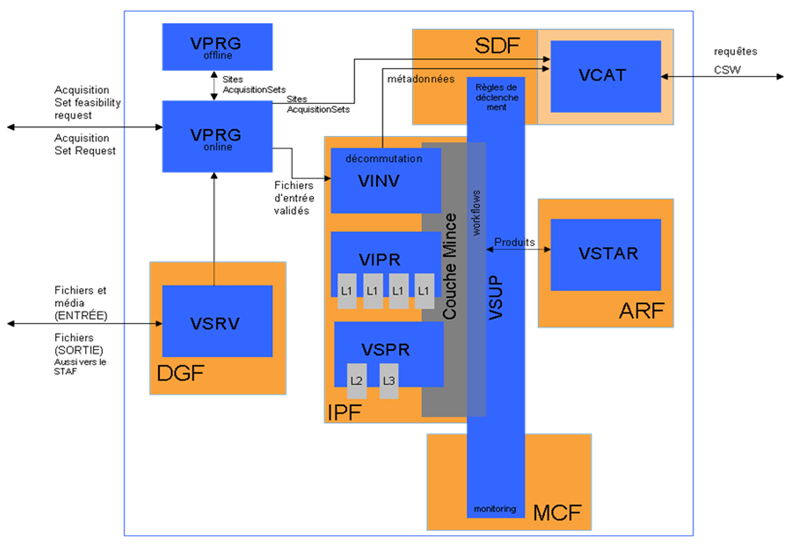 VPRG
offline
SDF
VCAT
requêtes
CSW
Sites
AcquisitionSets
métadonnées
Règles de
déclenche
ment
Acquisition
Set feasibility
request
Acquisition
Set Request
VPRG
online
Sites
AcquisitionSets
Fichiers
d'entrée
validés
décommutation
VINV
VIPR
L1
L1
L1
L1
VSPR
L2
L3
IPF
Couche Mince
workflows
VSUP
Produits
VSTAR
ARF
Fichiers et
média
(ENTRÉE)
Fichiers
(SORTIE)
Aussi vers le
STAF
VSRV
DGF
monitoring
MCF